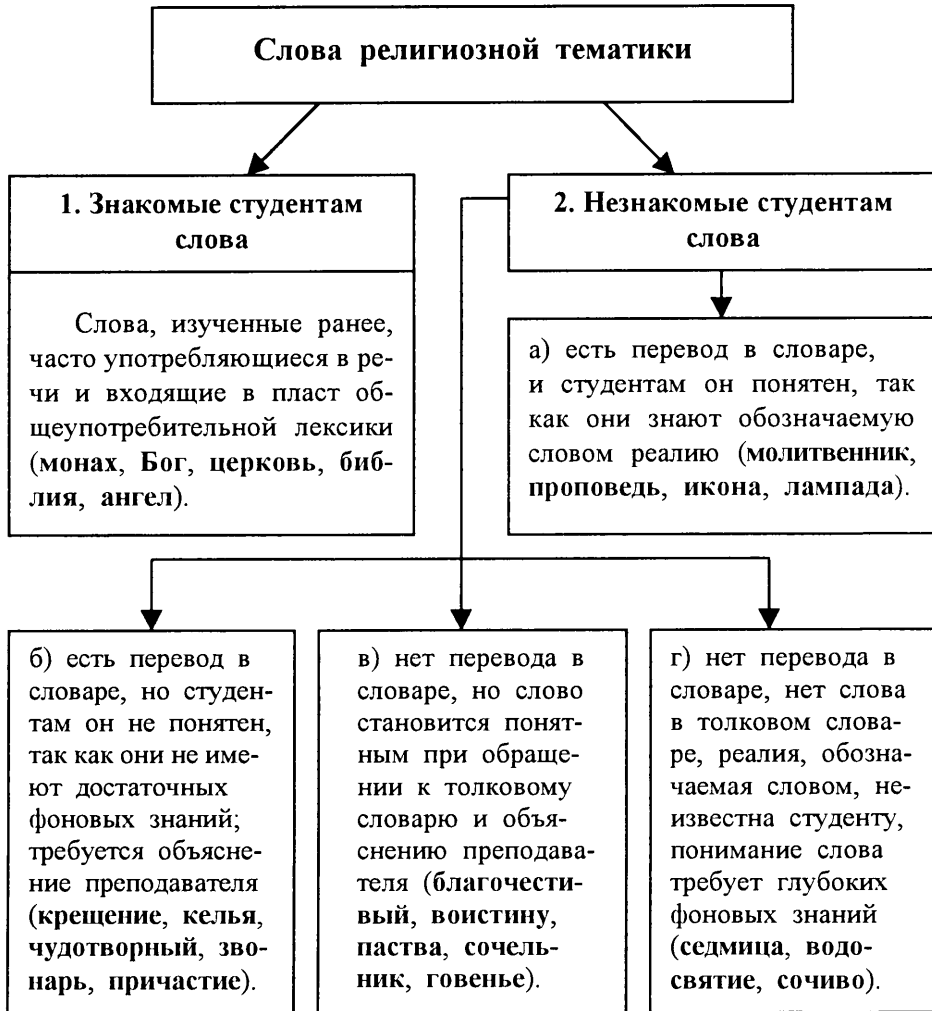 Слова религиозной тематики
1. Знакомые студентам
слова
Слова, изученные ранее,
часто употребляющиеся в ре-
чи и входящие в пласт об-
щеупотребительной лексики
(монах, Бог, церковь, биб-
лия, ангел).
2. Незнакомые студентам
слова
а) есть перевод в словаре,
и студентам он понятен, так
как они знают обозначаемую
словом реалию (молитвенник,
проповедь, икона, лампада).
б) есть перевод в
словаре, но студен-
там он не понятен,
так как они не име-
ют достаточных
фоновых знаний;
требуется объясне-
ние преподавателя
(крещение, келья,
чудотворный, зво-
нарь, причастие).
в) нет перевода в
словаре, но слово
становится понят-
ным при обраще-
нии к толковому
словарю и объя-
снению преподава-
теля (благочести-
вый, воистину,
паства, сочель-
ник, говенье).
г) нет перевода в
словаре, нет слова
в толковом слова-
ре, реалия, обозна-
чаемая словом, не-
известна студенту,
понимание слова
требует глубоких
фоновых знаний
(седмица, водо-
святие, сочиво).